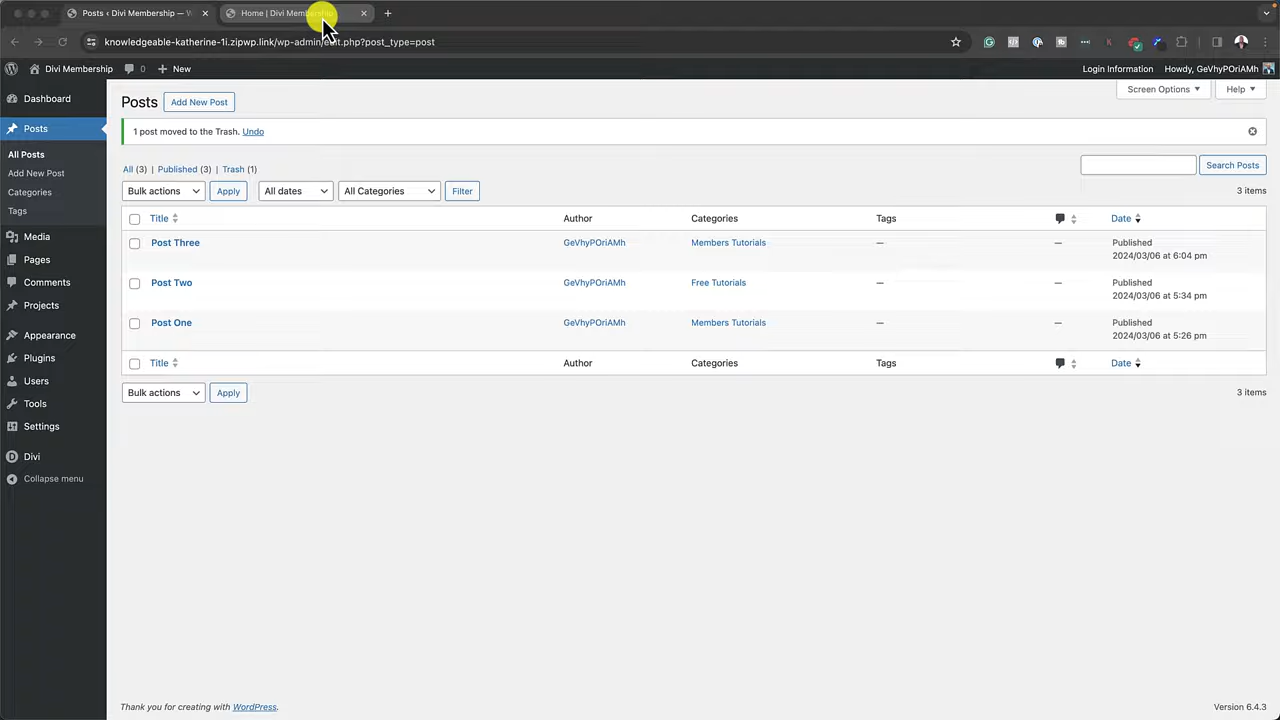 Posts ‹ Divi Membership — W
Home | Divi Membership
knowledgeable-katherine-1i.zipwp.link/wp-admin/edit.php?post_type=post
Divi Membership 0 New Login Information Howdy, GeVhyPOriAMh
Dashboard
Posts
All Posts
Add New Post
Categories
Tags
Media
Pages
Comments
Projects
Appearance
Plugins
Users
Tools
Settings
Divi
Collapse menu
Screen Options Help
Posts Add New Post
1 post moved to the Trash. Undo
All (3) | Published (3) | Trash (1)
Search Posts
Bulk actions Apply All dates All Categories Filter 3 items
Title Author Categories Tags Date
Post Three GeVhyPOriAMh Members Tutorials — — Published
2024/03/06 at 6:04 pm
Post Two GeVhyPOriAMh Free Tutorials — — Published
2024/03/06 at 5:34 pm
Post One GeVhyPOriAMh Members Tutorials — — Published
2024/03/06 at 5:26 pm
Title Author Categories Tags Date
Bulk actions Apply 3 items
Thank you for creating with WordPress. Version 6.4.3